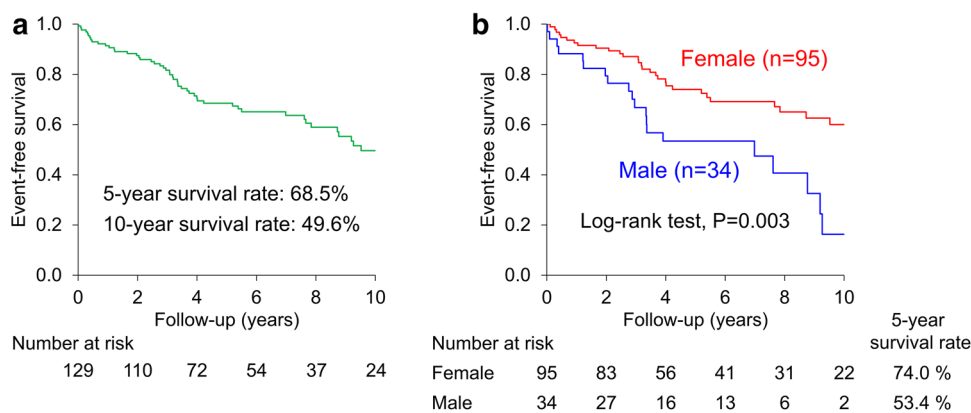 a
Event-free survival
1.0
0.8
0.6
0.4
0.2
0.0
5-year survival rate: 68.5%
10-year survival rate: 49.6%
0 2 4 6 8 10
Follow-up (years)
Number at risk
129 110 72 54 37 24
b
Event-free survival
1.0
0.8
0.6
0.4
0.2
0.0
Female (n=95)
Male (n=34)
Log-rank test, P=0.003
0 2 4 6 8 10
Follow-up (years)
5-year
survival rate
Number at risk
Female 95 83 56 41 31 22 74.0 %
Male 34 27 16 13 6 2 53.4 %